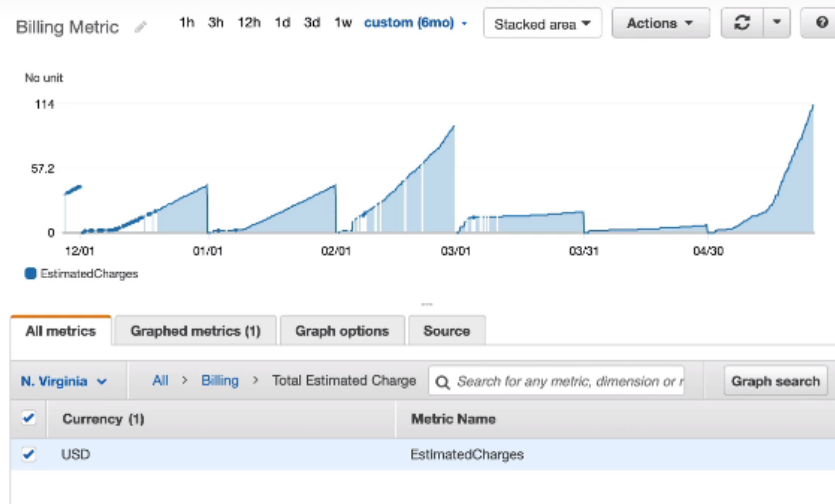 Billing Metric 1h 3h 12h 1d 3d 1w custom (6mo) Stacked area Actions
No unit
114
57.2
0
12/01 01/01 02/01 03/01 03/31 04/30
EstimatedCharges
All metrics Graphed metrics (1) Graph options Source
N. Virginia All > Billing > Total Estimated Charge Search for any metric, dimension or r Graph search
Currency (1) Metric Name
USD EstimatedCharges